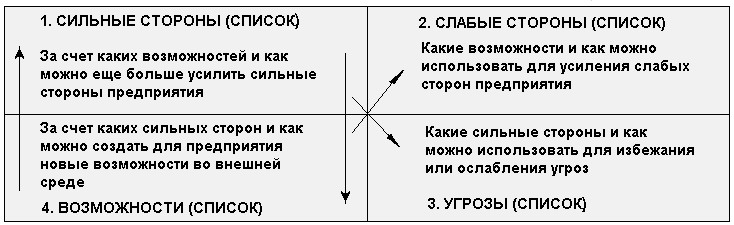 1. СИЛЬНЫЕ СТОРОНЫ (СПИСОК)
За счет каких возможностей и как
можно еще больше усилить сильные
стороны предприятия
2. СЛАБЫЕ СТОРОНЫ (СПИСОК)
Какие возможности и как можно
использовать для усиления слабых
сторон предприятия
За счет каких сильных сторон и как
можно создать для предприятия
новые возможности во внешней
среде
4. ВОЗМОЖНОСТИ (СПИСОК)
Какие сильные стороны и как
можно использовать для избежания
или ослабления угроз
3. УГРОЗЫ (СПИСОК)